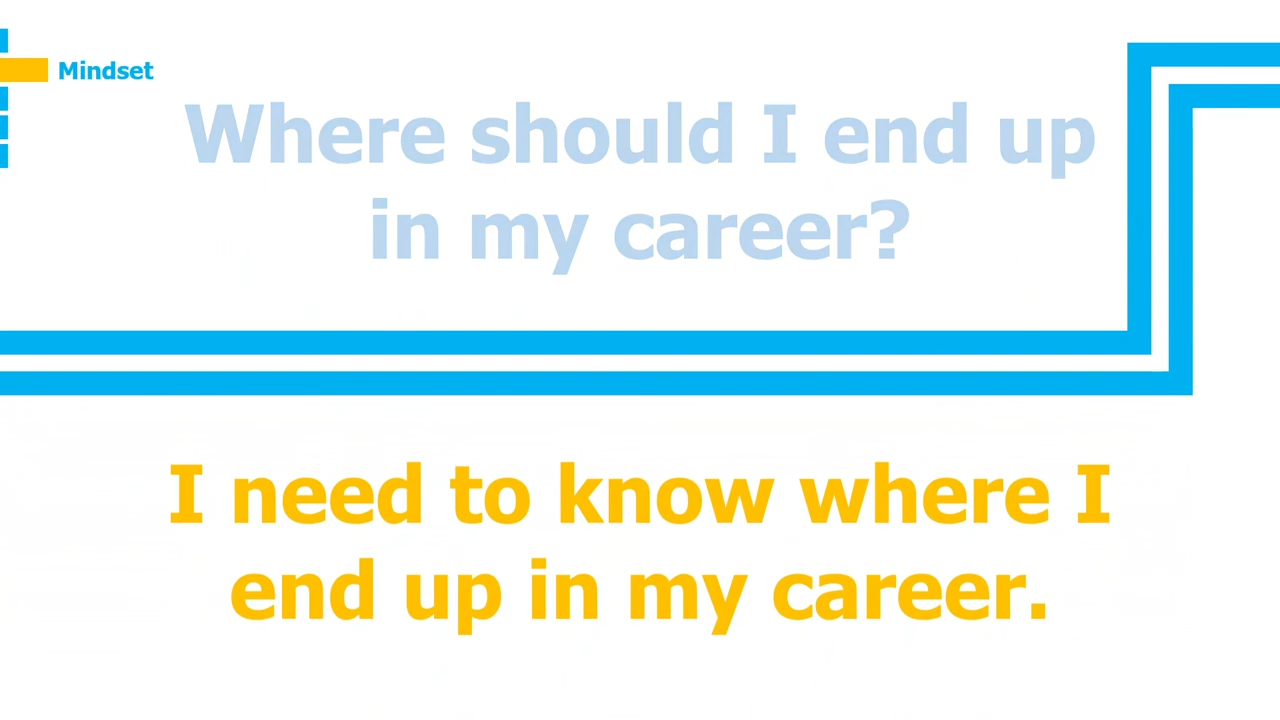 Mindset
Where should I end up
in my career?
I need to know where I
end up in my career.